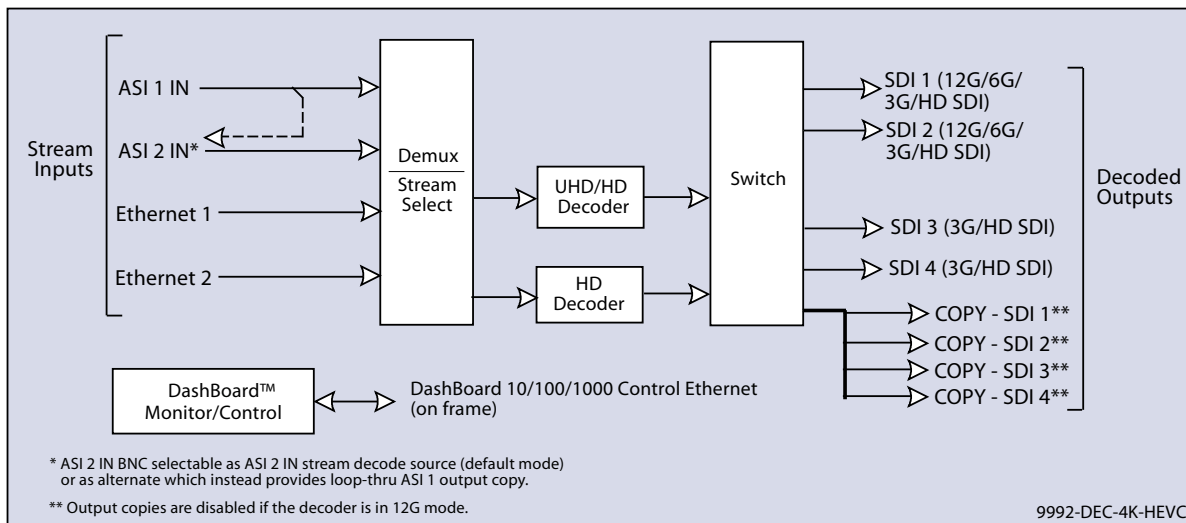 Stream
Inputs
ASI 1 IN
ASI 2 IN*
Ethernet 1
Ethernet 2
Demux
Stream
Select
UHD/HD
Decoder
HD
Decoder
Switch
SDI 1 (12G/6G/
3G/HD SDI)
SDI 2 (12G/6G/
3G/HD SDI)
SDI 3 (3G/HD SDI)
SDI 4 (3G/HD SDI)
COPY - SDI 1**
COPY - SDI 2**
COPY - SDI 3**
COPY - SDI 4**
Decoded
Outputs
DashBoard™
Monitor/Control
DashBoard 10/100/1000 Control Ethernet
(on frame)
* ASI 2 IN BNC selectable as ASI 2 IN stream decode source (default mode)
or as alternate which instead provides loop-thru ASI 1 output copy.
** Output copies are disabled if the decoder is in 12G mode.
9992-DEC-4K-HEVC